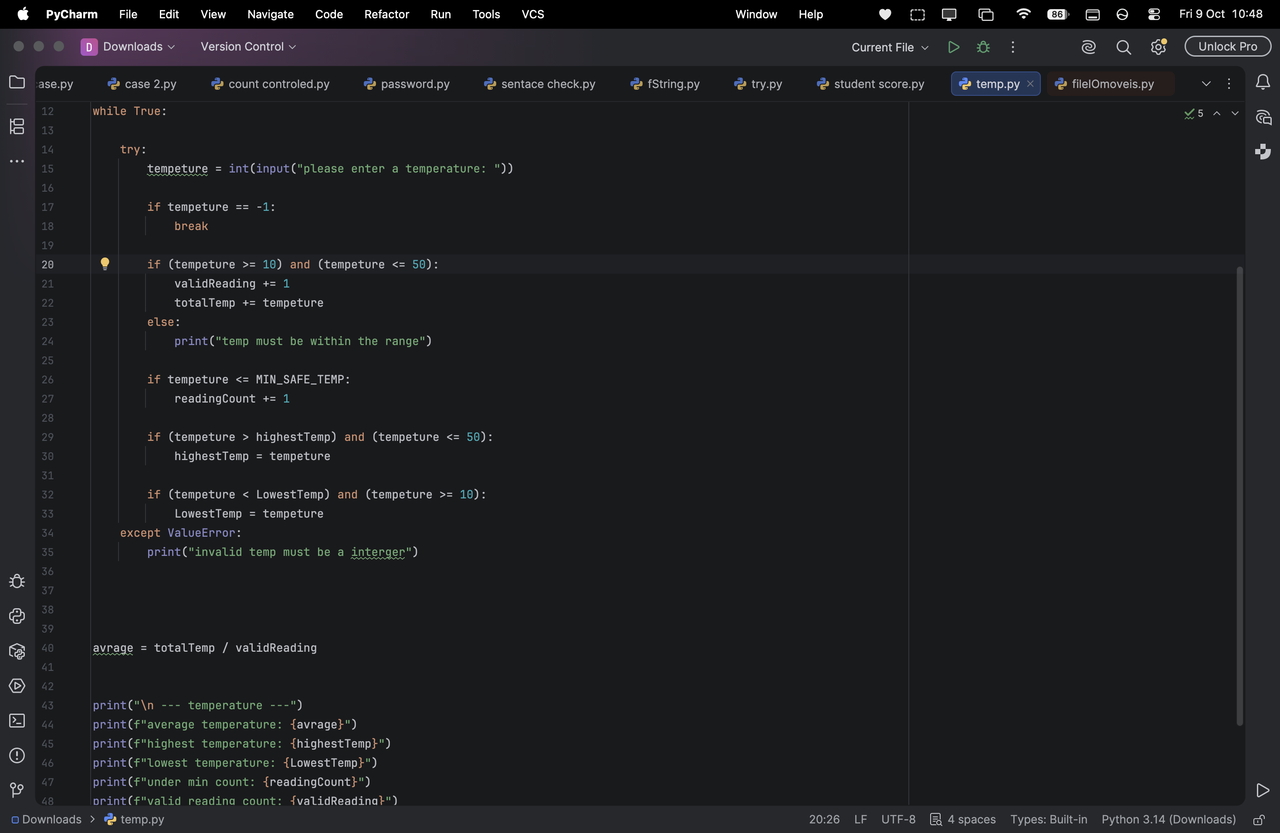 PyCharm File Edit View Navigate Code Refactor Run Tools VCS Window Help 86 Fri 9 Oct 10:48
D Downloads Version Control Current File Unlock Pro
case.py case 2.py count controled.py password.py sentace check.py fString.py try.py student score.py temp.py fileIOmoveis.py
5
12 while True:
13
14 try:
15 tempeture = int(input("please enter a temperature: "))
16
17 if tempeture == -1:
18 break
19
20 if (tempeture >= 10) and (tempeture <= 50):
21 validReading += 1
22 totalTemp += tempeture
23 else:
24 print("temp must be within the range")
25
26 if tempeture <= MIN_SAFE_TEMP:
27 readingCount += 1
28
29 if (tempeture > highestTemp) and (tempeture <= 50):
30 highestTemp = tempeture
31
32 if (tempeture < LowestTemp) and (tempeture >= 10):
33 LowestTemp = tempeture
34 except ValueError:
35 print("invalid temp must be a interger")
36
37
38
39
40 avrage = totalTemp / validReading
41
42
43 print("\n --- temperature ---")
44 print(f"average temperature: {avrage}")
45 print(f"highest temperature: {highestTemp}")
46 print(f"lowest temperature: {LowestTemp}")
47 print(f"under min count: {readingCount}")
48 print(f"valid reading count: {validReading}")
Downloads > temp.py 20:26 LF UTF-8 4 spaces Types: Built-in Python 3.14 (Downloads)